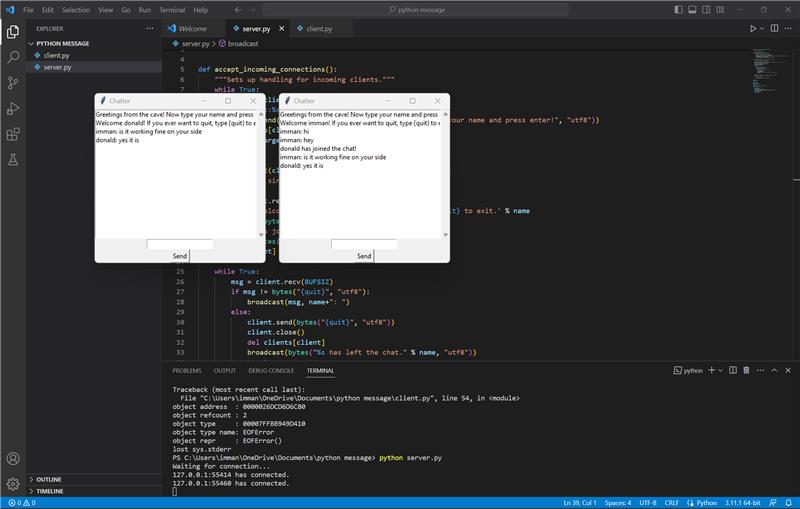 File Edit Selection View Go Run Terminal Help
python message
EXPLORER
PYTHON MESSAGE
client.py
server.py
OUTLINE
TIMELINE
Welcome
server.py
client.py
server.py > broadcast
4
5 def accept_incoming_connections():
6 """Sets up handling for incoming clients."""
7 while True:
Chatter
Greetings from the cave! Now type your name and press
Welcome donald! If you ever want to quit, type {quit} to e
imman: is it working fine on your side
donald: yes it is
Send
Chatter
Greetings from the cave! Now type your name and press
Welcome imman! If you ever want to quit, type {quit} to e
imman: hi
imman: hey
donald has joined the chat!
imman: is it working fine on your side
donald: yes it is
Send
your name and press enter!", "utf8"))
to exit.' % name
25 while True:
26 msg = client.recv(BUFSIZ)
27 if msg != bytes("{quit}", "utf8"):
28 broadcast(msg, name+": ")
29 else:
30 client.send(bytes("{quit}", "utf8"))
31 client.close()
32 del clients[client]
33 broadcast(bytes("%s has left the chat." % name, "utf8"))
PROBLEMS OUTPUT DEBUG CONSOLE TERMINAL
python
Traceback (most recent call last):
File "C:\Users\imman\OneDrive\Documents\python message\client.py", line 54, in <module>
object address : 0000026DCD6D6C80
object refcount : 2
object type : 00007FFBB949D410
object type name: EOFError
object repr : EOFError()
lost sys.stderr
PS C:\Users\imman\OneDrive\Documents\python message> python server.py
Waiting for connection...
127.0.0.1:55414 has connected.
127.0.0.1:55460 has connected.
0 0
Ln 39, Col 1 Spaces: 4 UTF-8 CRLF Python 3.11.1 64-bit